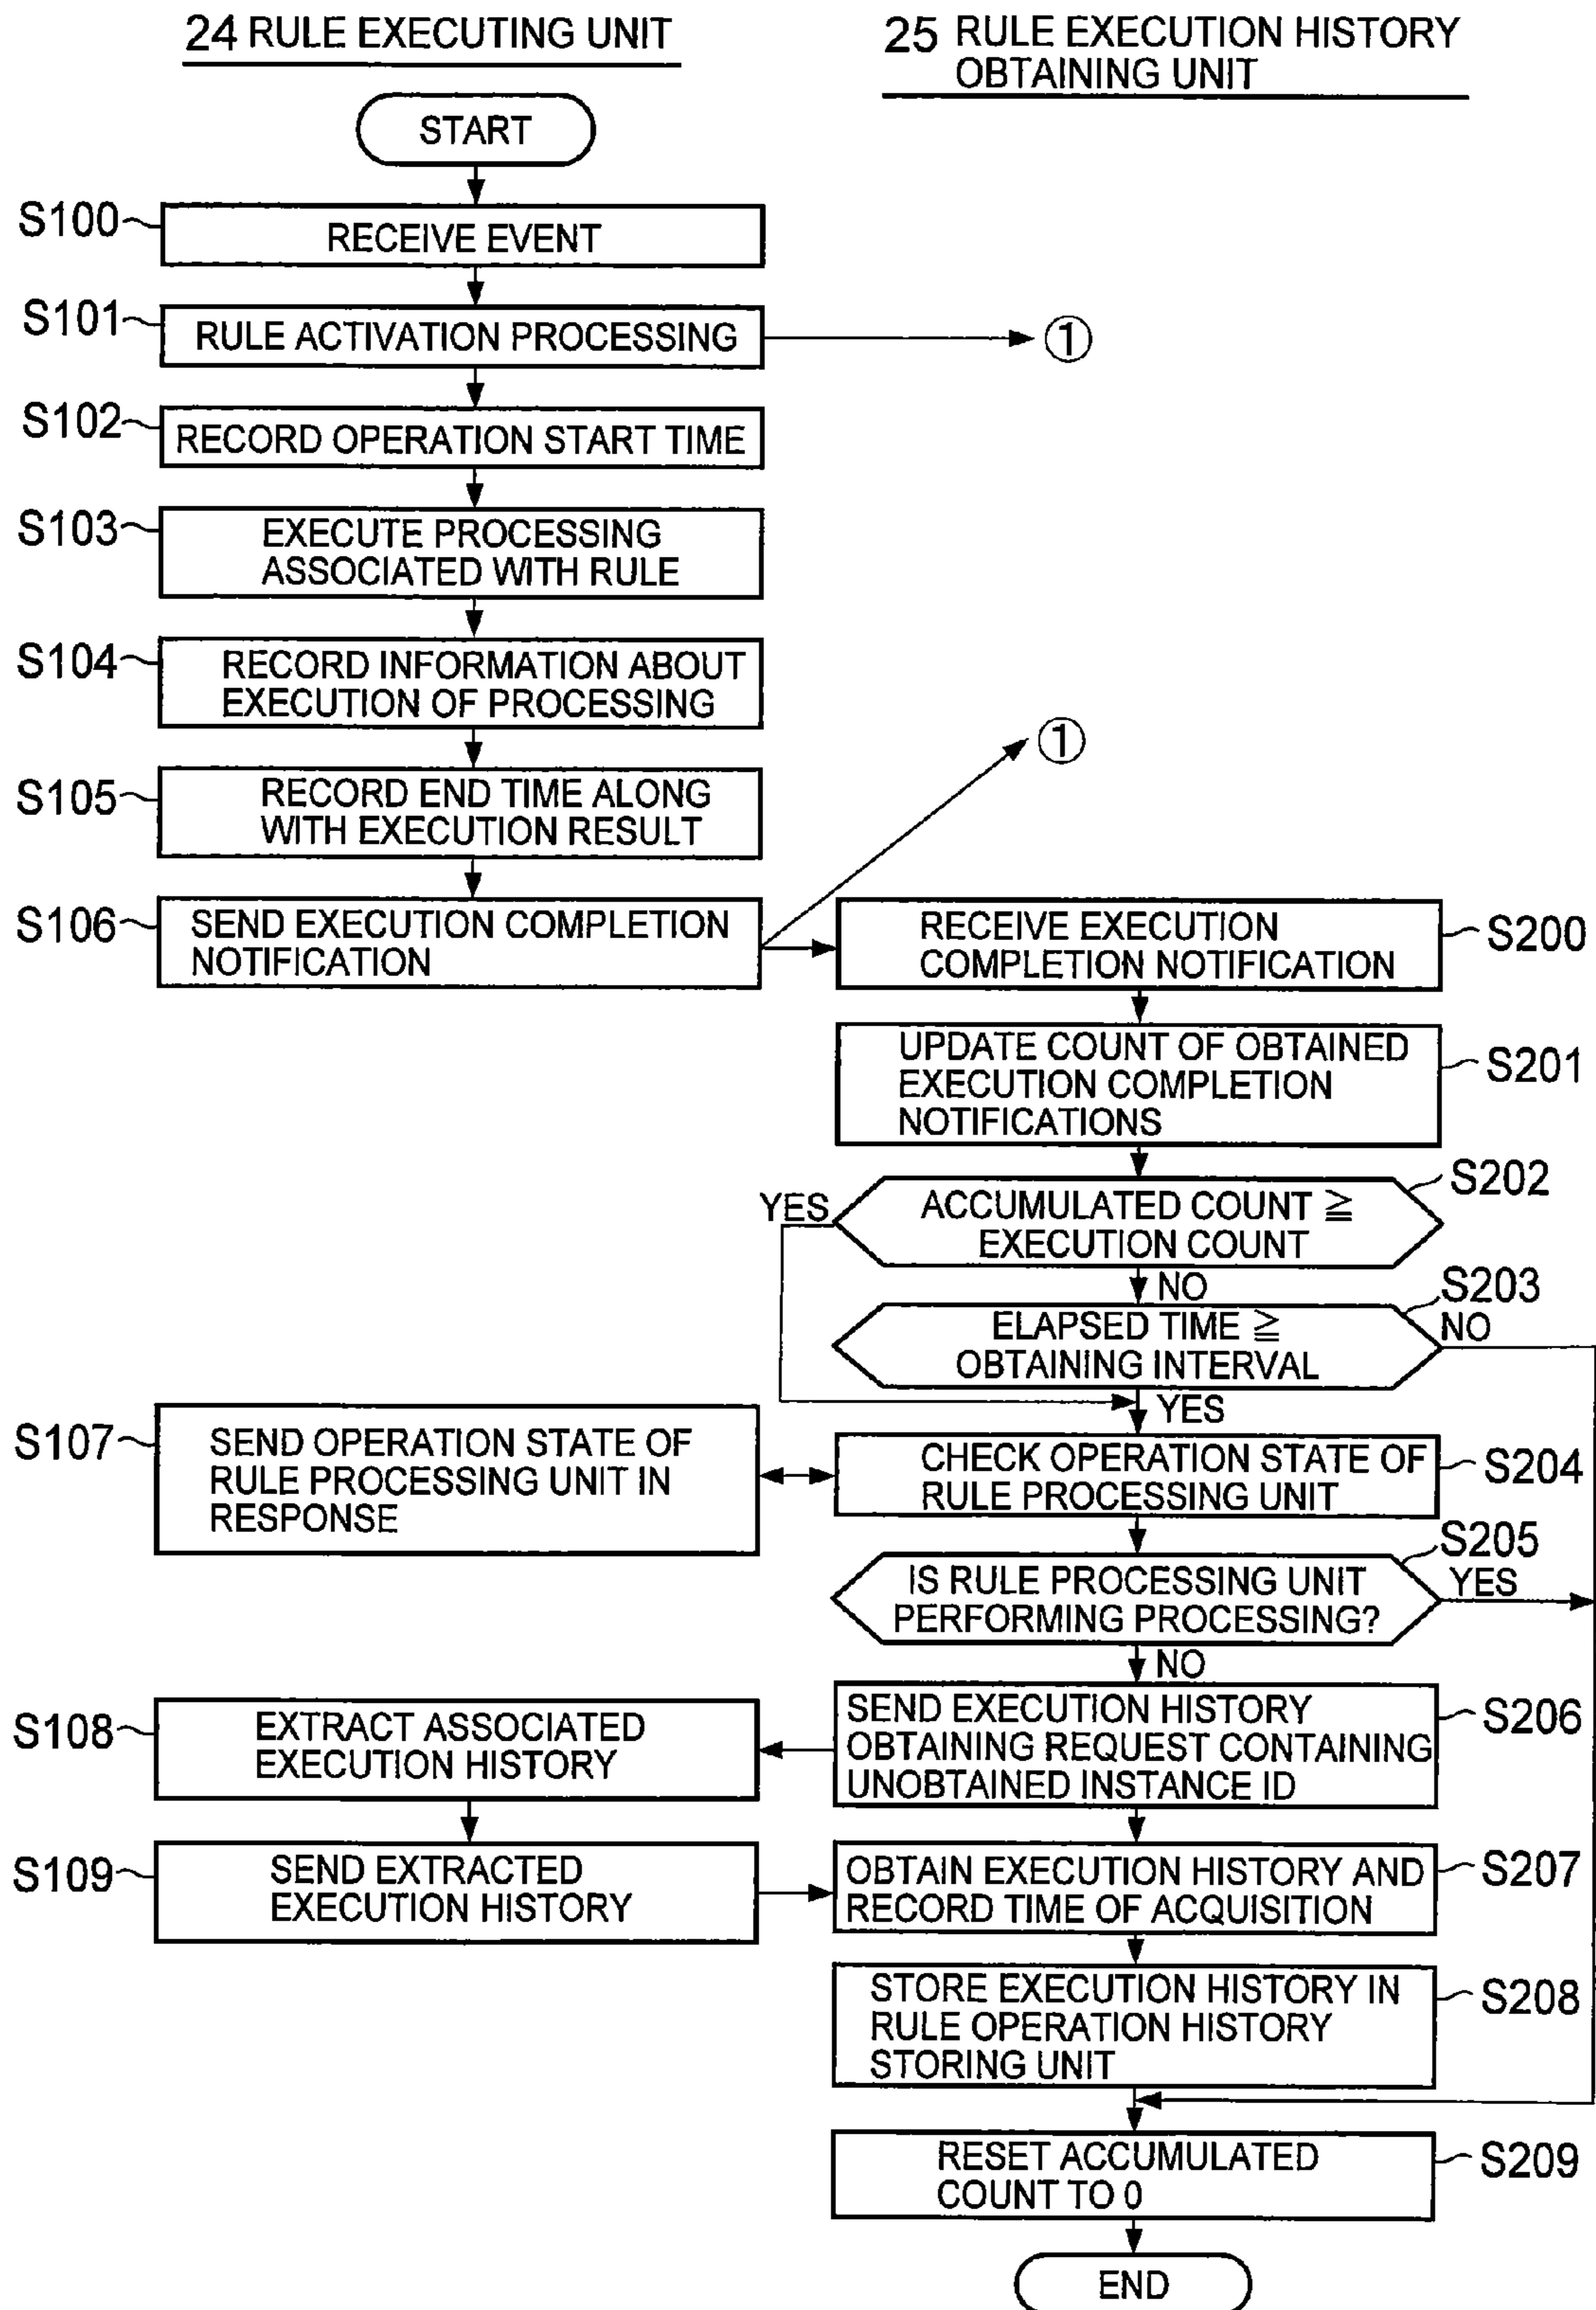 24 RULE EXECUTING UNIT
25 RULE EXECUTION HISTORY
OBTAINING UNIT
START
S100
RECEIVE EVENT
S101
RULE ACTIVATION PROCESSING
①
S102
RECORD OPERATION START TIME
S103
EXECUTE PROCESSING
ASSOCIATED WITH RULE
S104
RECORD INFORMATION ABOUT
EXECUTION OF PROCESSING
①
S105
RECORD END TIME ALONG
WITH EXECUTION RESULT
S106
SEND EXECUTION COMPLETION
NOTIFICATION
RECEIVE EXECUTION
COMPLETION NOTIFICATION
S200
UPDATE COUNT OF OBTAINED
EXECUTION COMPLETION
NOTIFICATIONS
S201
S202
YES
ACCUMULATED COUNT ≧
EXECUTION COUNT
NO
S203
ELAPSED TIME ≧
OBTAINING INTERVAL
NO
YES
S107
SEND OPERATION STATE OF
RULE PROCESSING UNIT IN
RESPONSE
CHECK OPERATION STATE OF
RULE PROCESSING UNIT
S204
S205
IS RULE PROCESSING UNIT
PERFORMING PROCESSING?
YES
NO
S108
EXTRACT ASSOCIATED
EXECUTION HISTORY
SEND EXECUTION HISTORY
OBTAINING REQUEST CONTAINING
UNOBTAINED INSTANCE ID
S206
S109
SEND EXTRACTED
EXECUTION HISTORY
OBTAIN EXECUTION HISTORY AND
RECORD TIME OF ACQUISITION
S207
STORE EXECUTION HISTORY IN
RULE OPERATION HISTORY
STORING UNIT
S208
RESET ACCUMULATED
COUNT TO 0
S209
END